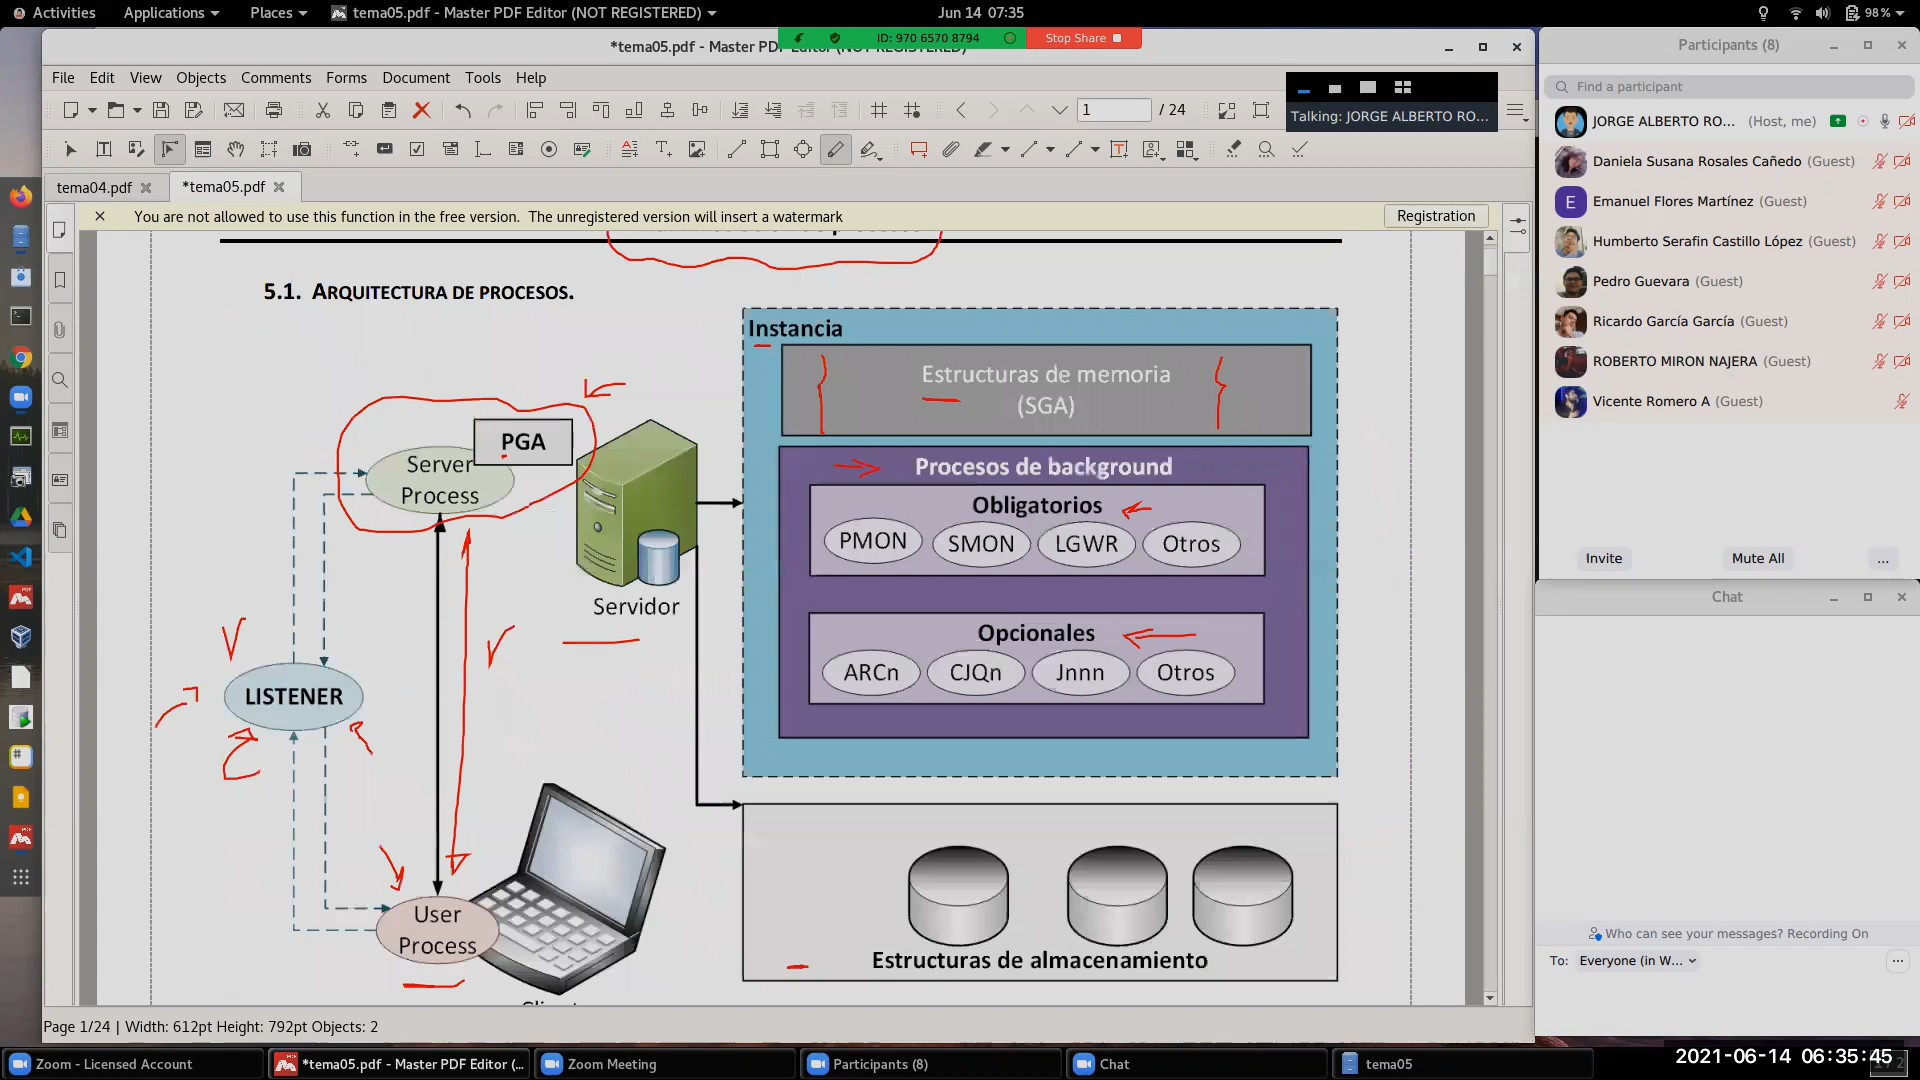 Activities
Applications
Places
tema05.pdf - Master PDF Editor (NOT REGISTERED)
Jun 14 07:35
98%
*tema05.pdf - Master PD
ID: 970 6570 8794
Stop Share
File Edit View Objects Comments Forms Document Tools Help
1 / 24
Talking: JORGE ALBERTO RO...
tema04.pdf
*tema05.pdf
You are not allowed to use this function in the free version. The unregistered version will insert a watermark
Registration
5.1. ARQUITECTURA DE PROCESOS.
Instancia
Estructuras de memoria
(SGA)
PGA
Server
Process
Procesos de background
Obligatorios
PMON
SMON
LGWR
Otros
Servidor
Opcionales
ARCn
CJQn
Jnnn
Otros
LISTENER
User
Process
Estructuras de almacenamiento
Page 1/24 | Width: 612pt Height: 792pt Objects: 2
Participants (8)
Find a participant
JORGE ALBERTO RO... (Host, me)
Daniela Susana Rosales Cañedo (Guest)
E
Emanuel Flores Martínez (Guest)
Humberto Serafin Castillo López (Guest)
Pedro Guevara (Guest)
Ricardo García García (Guest)
ROBERTO MIRON NAJERA (Guest)
Vicente Romero A (Guest)
Invite
Mute All
...
Chat
Who can see your messages? Recording On
To: Everyone (in W...
Zoom - Licensed Account
*tema05.pdf - Master PDF Editor (...
Zoom Meeting
Participants (8)
Chat
tema05
2021-06-14 06:35:45